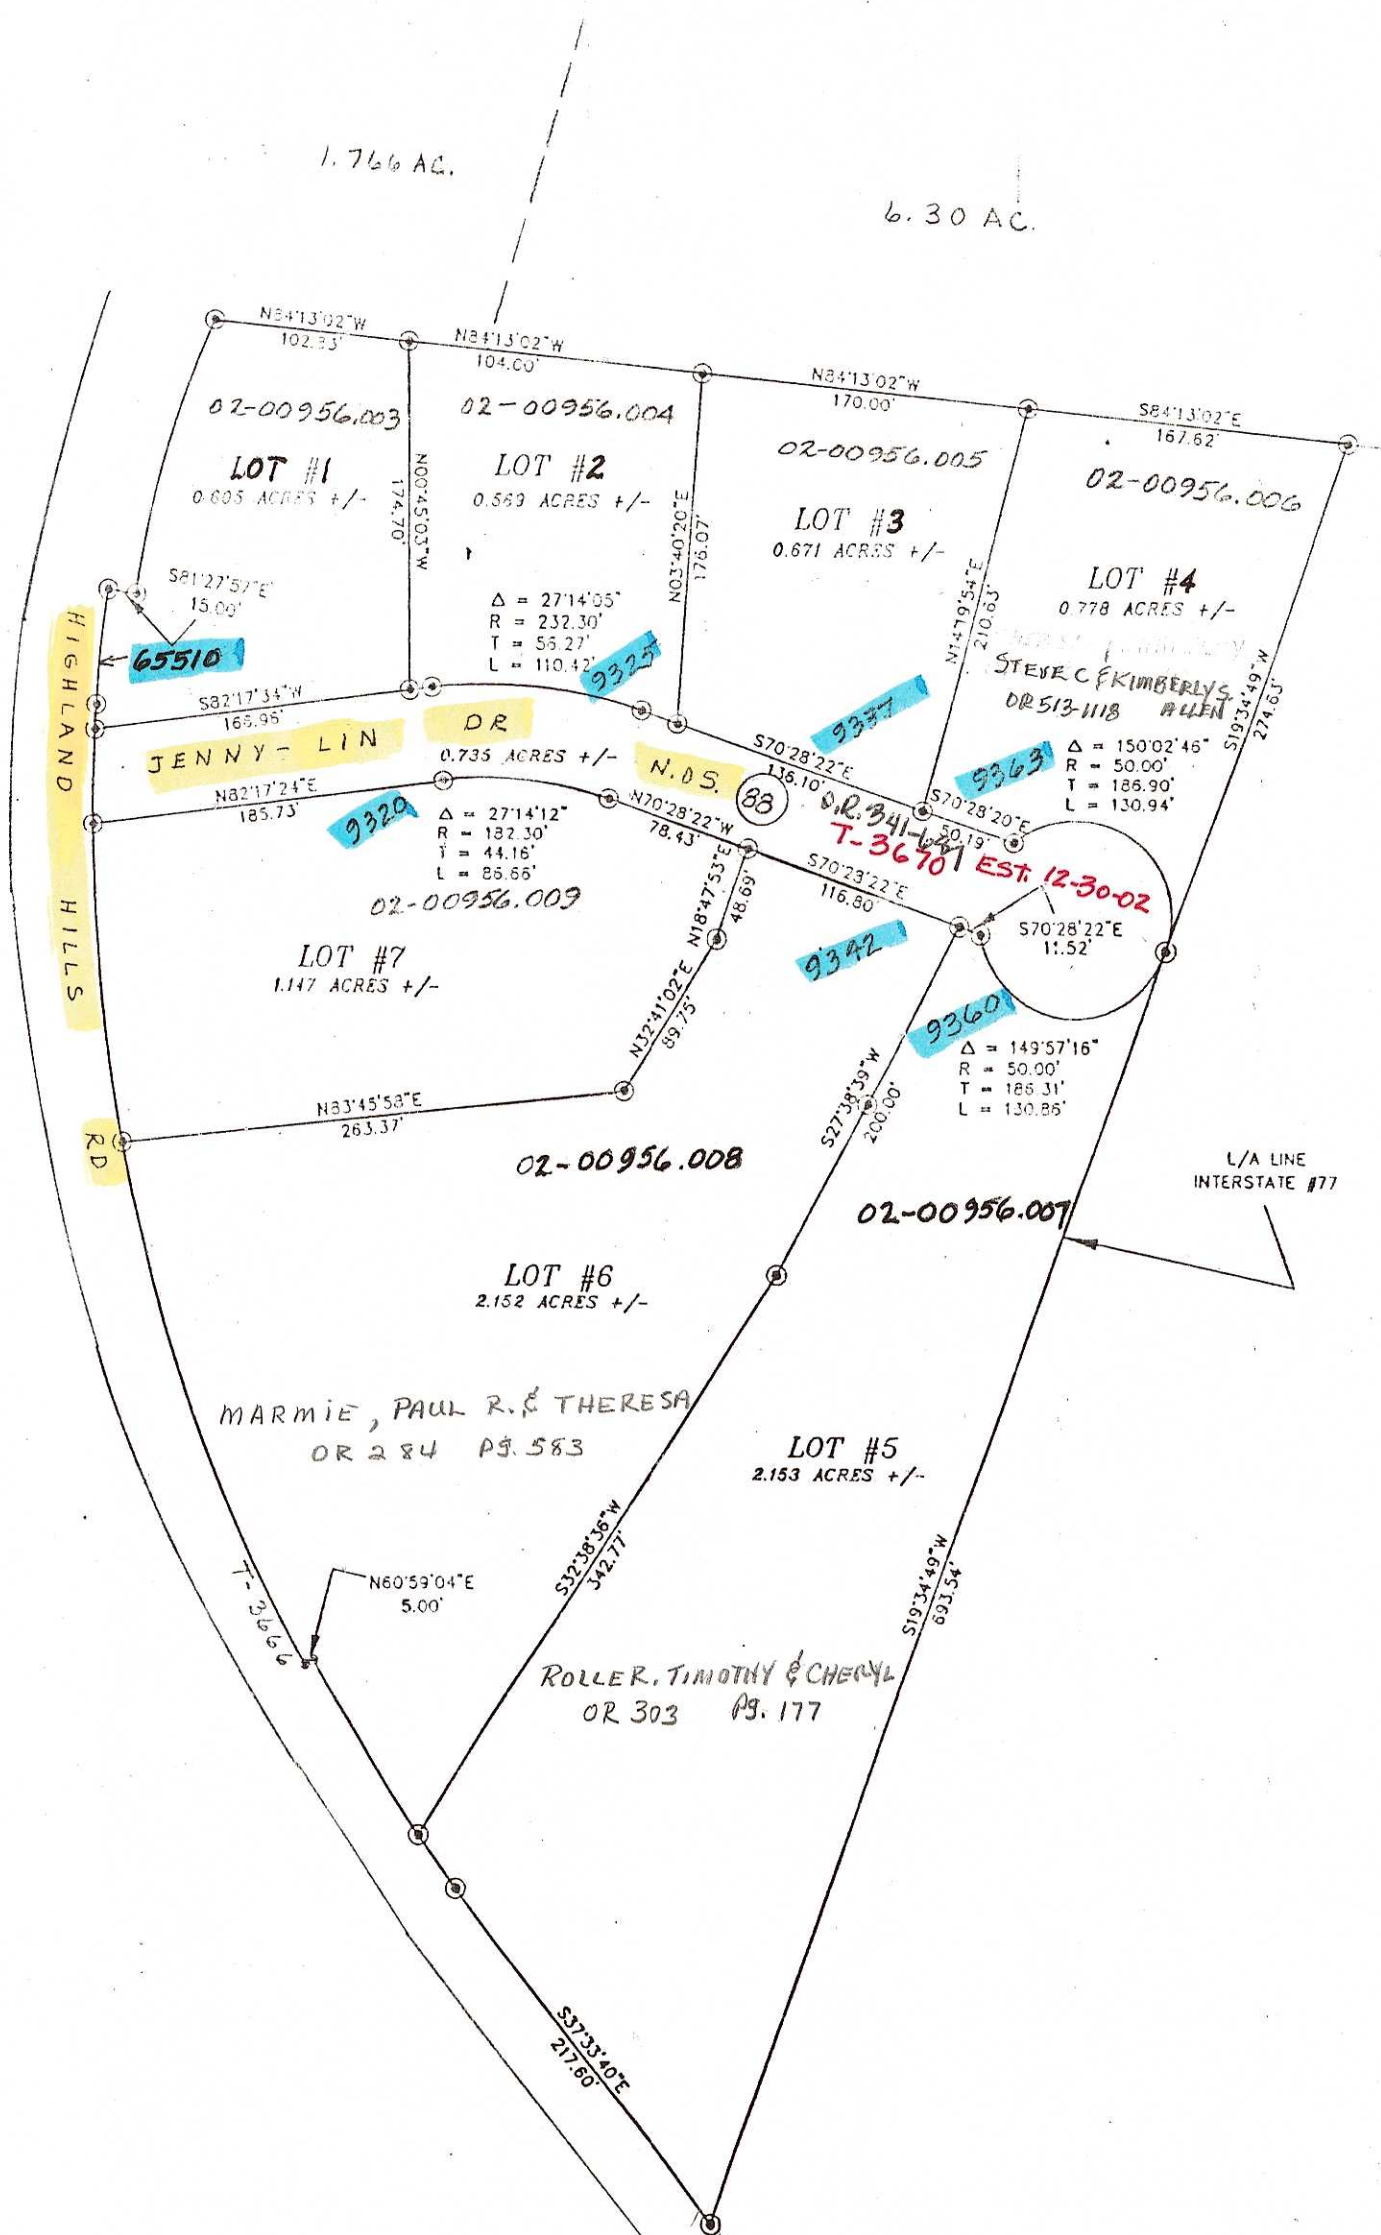 1.766 AC.
6.30 AC.
N84°13'02"W
102.33'
N84°13'02"W
104.00'
N84°13'02"W
170.00'
S84°13'02"E
167.62'
02-00956.003
LOT #1
0.605 ACRES +/-
02-00956.004
LOT #2
0.569 ACRES +/-
02-00956.005
LOT #3
0.671 ACRES +/-
02-00956.006
LOT #4
0.778 ACRES +/-
N00°45'03"W
174.70'
N03°40'20"E
176.07'
N14°19'54"E
210.63'
S19°34'49"W
274.63'
STEVE C & KIMBERLY S.
OR 513-1118 ALLEN
S81°27'57"E
15.00'
65510
Δ = 27°14'05"
R = 232.30'
T = 56.27'
L = 110.42'
9325
9337
9363
Δ = 150°02'46"
R = 50.00'
T = 186.90'
L = 130.94'
HIGHLAND HILLS RD
S82°17'34"W
166.96'
JENNY-LIN DR
0.735 ACRES +/-
N.DS.
88
S70°28'22"E
136.10'
O.R. 341-687
T-3670 EST. 12-30-02
S70°28'20"E
50.19'
N82°17'24"E
185.73'
9320
Δ = 27°14'12"
R = 182.30'
T = 44.16'
L = 86.66'
N70°28'22"W
78.43'
S70°28'22"E
116.80'
S70°28'22"E
11.52'
02-00956.009
LOT #7
1.147 ACRES +/-
N18°47'53"E
48.69'
N32°41'02"E
89.75'
9342
9360
Δ = 149°57'16"
R = 50.00'
T = 186.31'
L = 130.86'
N83°45'58"E
263.37'
S27°38'39"W
200.00'
02-00956.008
02-00956.007
L/A LINE
INTERSTATE #77
LOT #6
2.152 ACRES +/-
MARMIE, PAUL R. & THERESA
OR 284 Pg. 583
LOT #5
2.153 ACRES +/-
S32°38'36"W
342.77'
S19°34'49"W
693.54'
T-3666
N60°59'04"E
5.00'
ROLLER, TIMOTHY & CHERYL
OR 303 Pg. 177
S37°33'40"E
217.60'